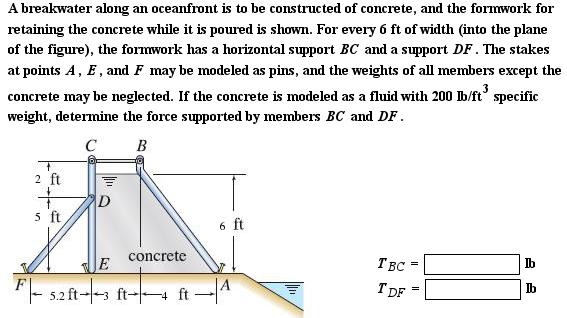 A breakwater along an oceanfront is to be constructed of concrete, and the formwork for
retaining the concrete while it is poured is shown. For every 6 ft of width (into the plane
of the figure), the formwork has a horizontal support BC and a support DF. The stakes
at points A, E, and F may be modeled as pins, and the weights of all members except the
concrete may be neglected. If the concrete is modeled as a fluid with 200 lb/ft³ specific
weight, determine the force supported by members BC and DF.
C B
2 ft
D
5 ft
6 ft
E concrete
F A
5.2 ft 3 ft 4 ft
T BC = lb
T DF = lb